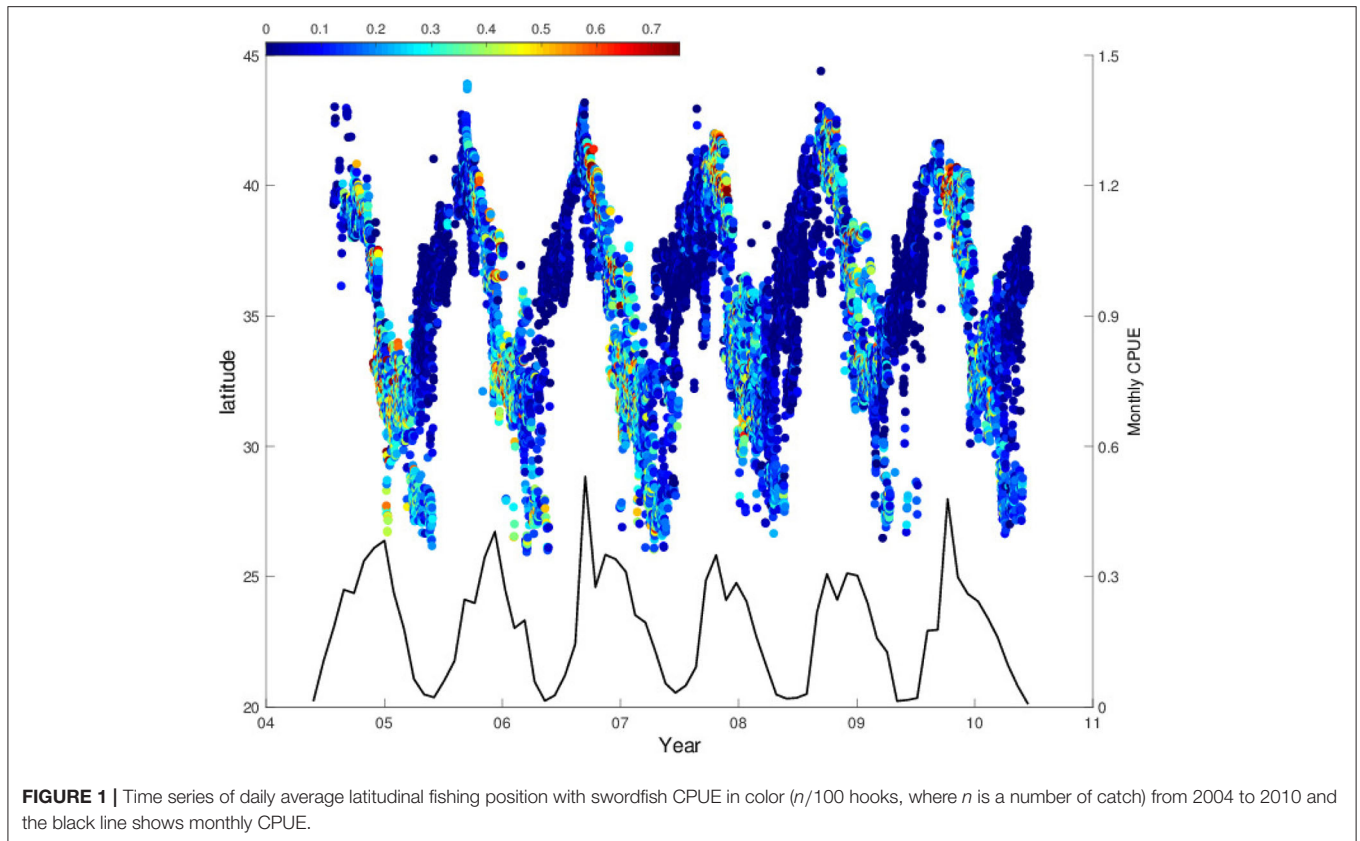 0 0.1 0.2 0.3 0.4 0.5 0.6 0.7
45 1.5
40 1.2
35 0.9
30 0.6
25 0.3
20 0
latitude
Monthly CPUE
04 05 06 07 08 09 10 11
Year
FIGURE 1 | Time series of daily average latitudinal fishing position with swordfish CPUE in color (n/100 hooks, where n is a number of catch) from 2004 to 2010 and
the black line shows monthly CPUE.